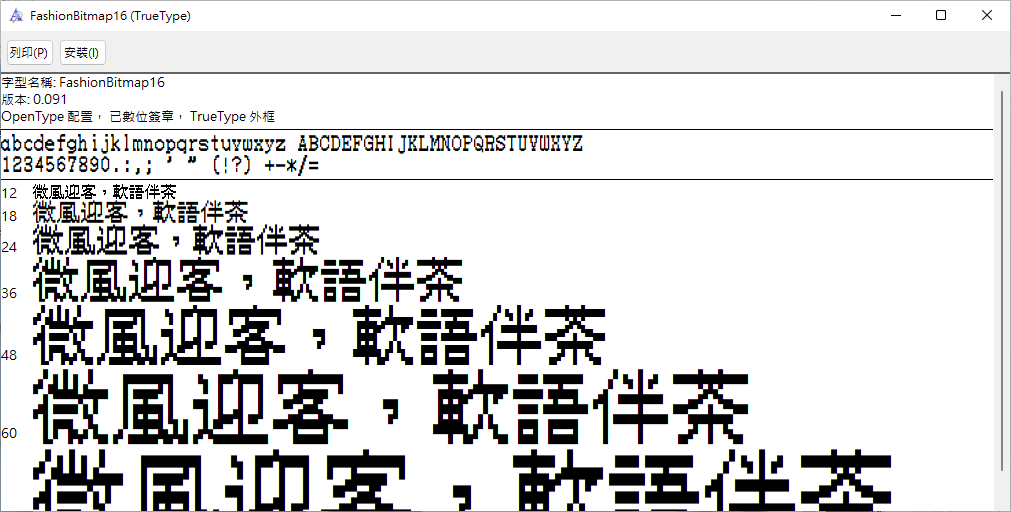 FashionBitmap16 (TrueType)
列印(P) 安裝(I)
字型名稱: FashionBitmap16
版本: 0.091
OpenType 配置， 已數位簽章， TrueType 外框
abcdefghijklmnopqrstuvwxyz ABCDEFGHIJKLMNOPQRSTUVWXYZ
1234567890.:,; ' " (!?) +-*/=
12 微風迎客，軟語伴茶
18 微風迎客，軟語伴茶
24 微風迎客，軟語伴茶
36 微風迎客，軟語伴茶
48 微風迎客，軟語伴茶
60 微風迎客，軟語伴茶
微風迎客，軟語伴茶